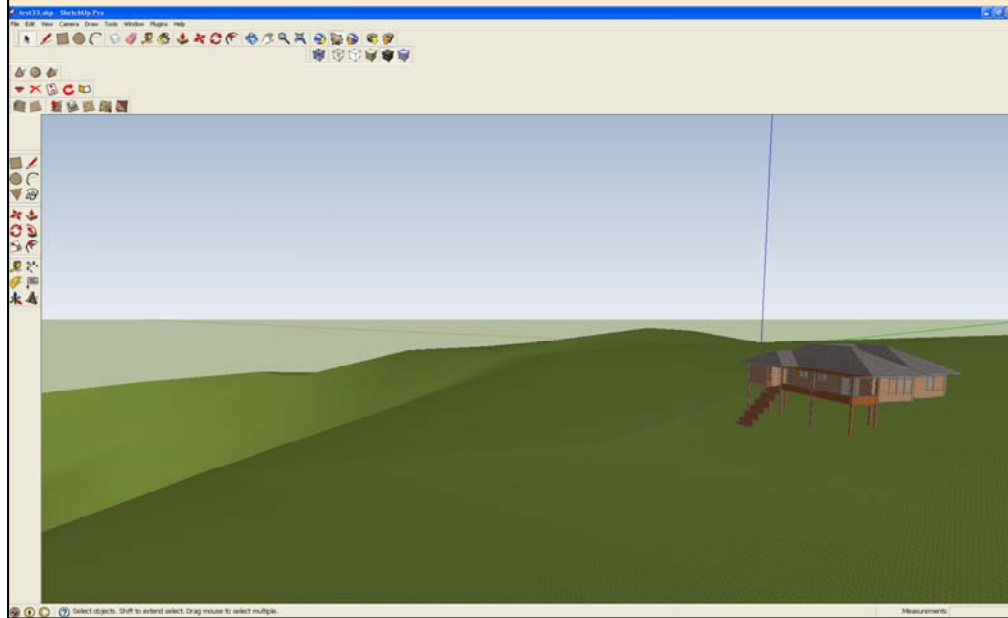 test33.skp - SketchUp Pro
File Edit View Camera Draw Tools Window Plugins Help
Select objects. Shift to extend select. Drag mouse to select multiple.
Measurements